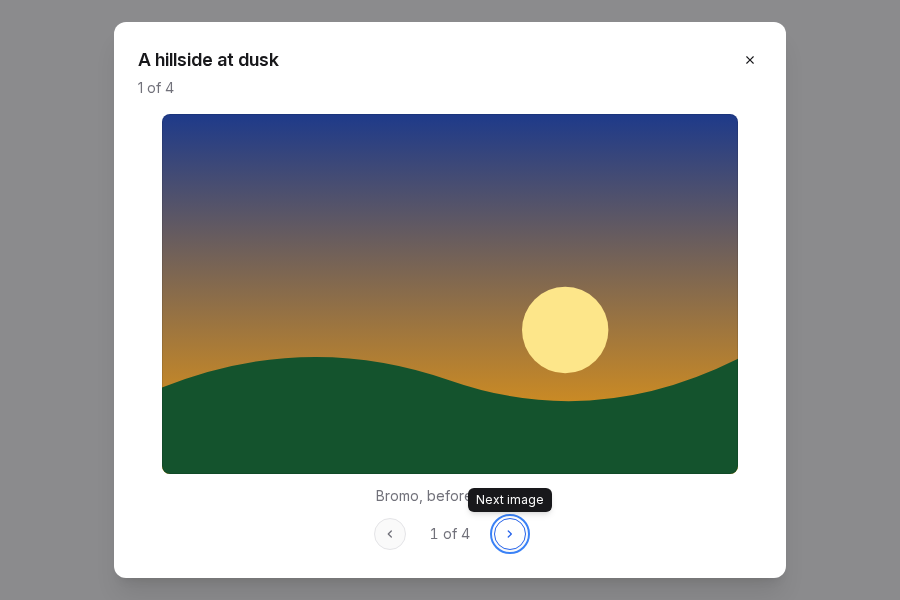 A hillside at dusk
1 of 4
Bromo, before
Next image
1 of 4